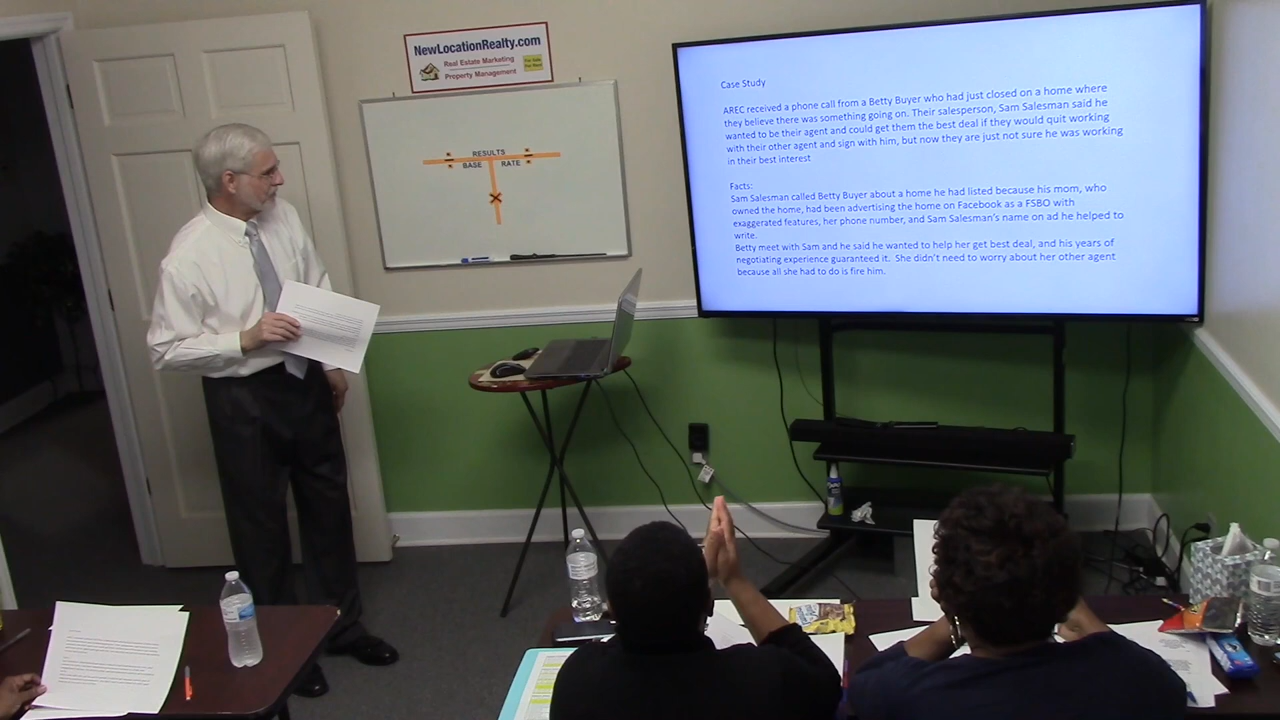 NewLocationRealty.com
Real Estate Marketing
Property Management
For Sale
For Rent
RESULTS
BASE RATE
Case Study
AREC received a phone call from a Betty Buyer who had just closed on a home where
they believe there was something going on. Their salesperson, Sam Salesman said he
wanted to be their agent and could get them the best deal if they would quit working
with their other agent and sign with him, but now they are just not sure he was working
in their best interest
Facts:
Sam Salesman called Betty Buyer about a home he had listed because his mom, who
owned the home, had been advertising the home on Facebook as a FSBO with
exaggerated features, her phone number, and Sam Salesman's name on ad he helped to
write.
Betty meet with Sam and he said he wanted to help her get best deal, and his years of
negotiating experience guaranteed it. She didn't need to worry about her other agent
because all she had to do is fire him.